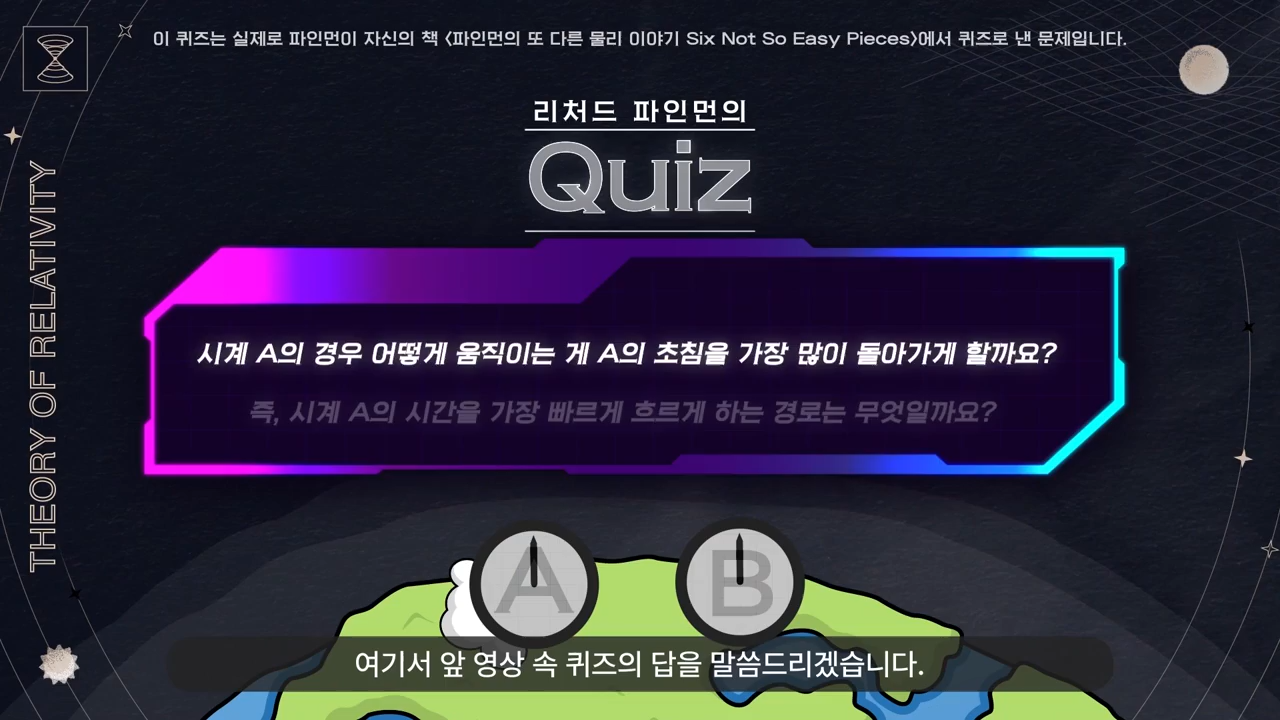 이 퀴즈는 실제로 파인먼이 자신의 책 〈파인먼의 또 다른 물리 이야기 Six Not So Easy Pieces〉에서 퀴즈로 낸 문제입니다.
리처드 파인먼의
Quiz
THEORY OF RELATIVITY
시계 A의 경우 어떻게 움직이는 게 A의 초침을 가장 많이 돌아가게 할까요?
즉, 시계 A의 시간을 가장 빠르게 흐르게 하는 경로는 무엇일까요?
A
B
여기서 앞 영상 속 퀴즈의 답을 말씀드리겠습니다.